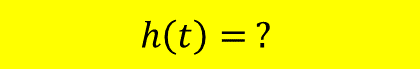 h(t) = ?